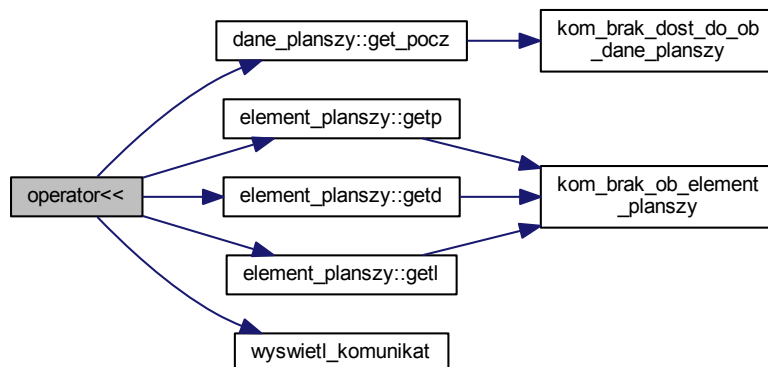 operator<<
dane_planszy::get_pocz
element_planszy::getp
element_planszy::getd
element_planszy::getl
wyswietl_komunikat
kom_brak_dost_do_ob
_dane_planszy
kom_brak_ob_element
_planszy